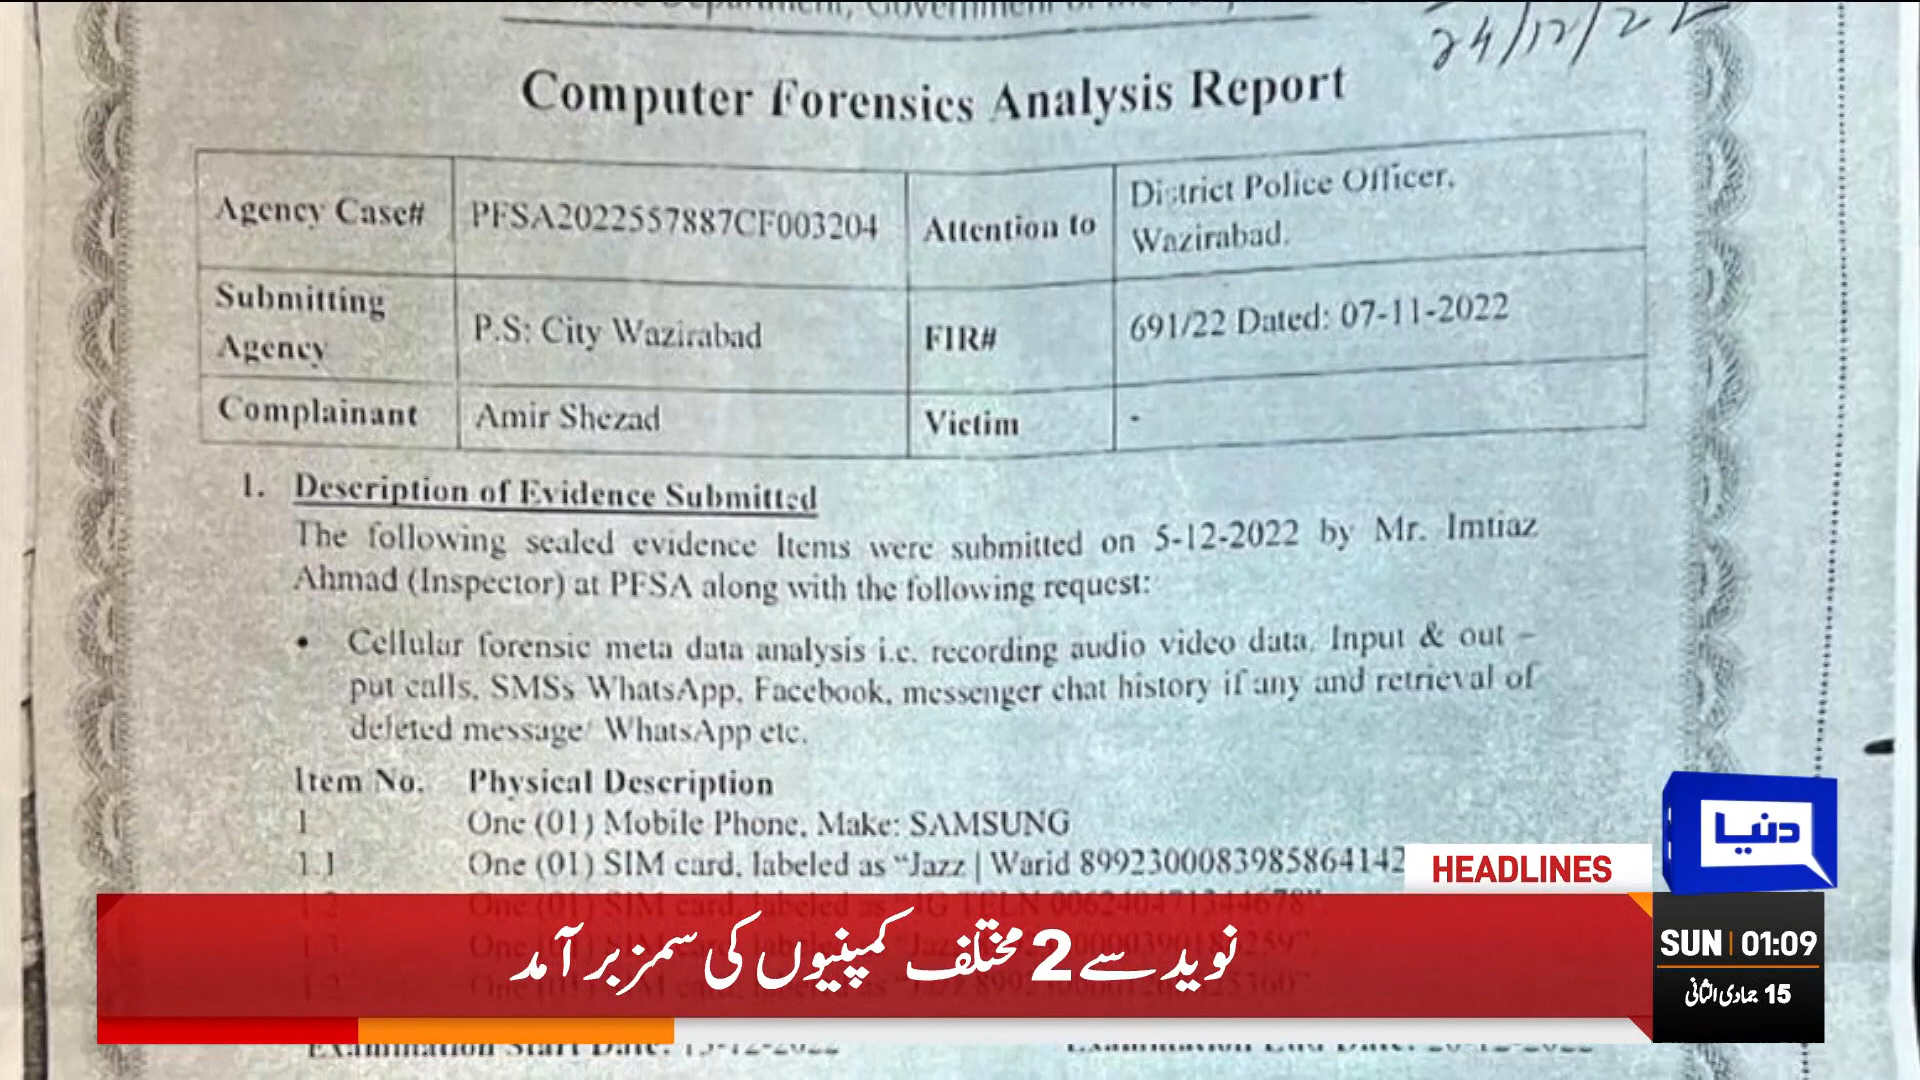 24/12/22
Computer Forensics Analysis Report
Agency Case# PFSA2022557887CF003204 Attention to District Police Officer, Wazirabad.
Submitting Agency P.S: City Wazirabad FIR# 691/22 Dated: 07-11-2022
Complainant Amir Shezad Victim -
1. Description of Evidence Submitted
The following sealed evidence Items were submitted on 5-12-2022 by Mr. Imtiaz
Ahmad (Inspector) at PFSA along with the following request:
• Cellular forensic meta data analysis i.e. recording audio video data, Input & out –
put calls, SMSs WhatsApp, Facebook, messenger chat history if any and retrieval of
deleted message/ WhatsApp etc.
Item No. Physical Description
1 One (01) Mobile Phone, Make: SAMSUNG
1.1 One (01) SIM card, labeled as "Jazz | Warid 8992300083985864142
HEADLINES
دنیا
نوید سے 2 مختلف کمپنیوں کی سمز برآمد
SUN 01:09
15 جمادی الثانی